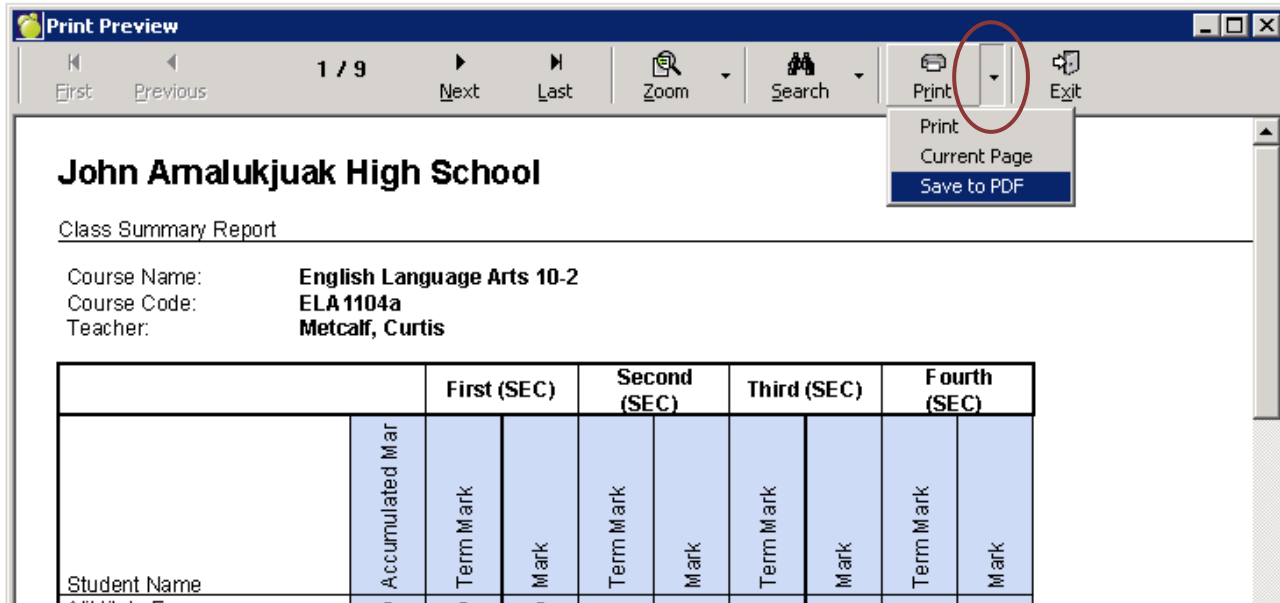 Print Preview
First Previous 1 / 9 Next Last Zoom Search Print Exit
Print
Current Page
Save to PDF
John Arnalukjuak High School
Class Summary Report
Course Name: English Language Arts 10-2
Course Code: ELA1104a
Teacher: Metcalf, Curtis
First (SEC) Second (SEC) Third (SEC) Fourth (SEC)
Student Name Accumulated Mar Term Mark Mark Term Mark Mark Term Mark Mark Term Mark Mark